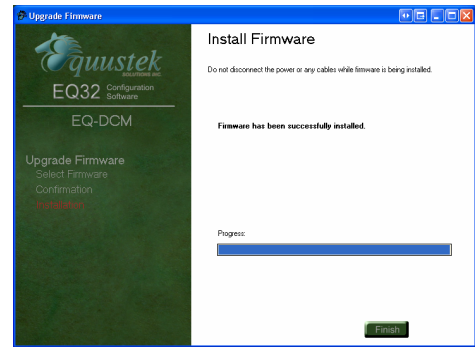 Upgrade Firmware
Equustek
SOLUTIONS INC.
EQ32 Configuration
Software
EQ-DCM
Upgrade Firmware
Select Firmware
Confirmation
Install Firmware
Do not disconnect the power or any cables while firmware is being installed.
Firmware has been successfully installed.
Progress:
Finish